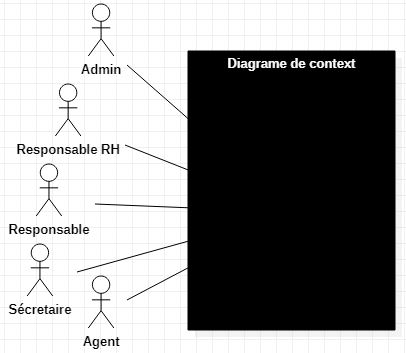 Admin
Diagrame de context
Responsable RH
Responsable
Sécretaire
Agent